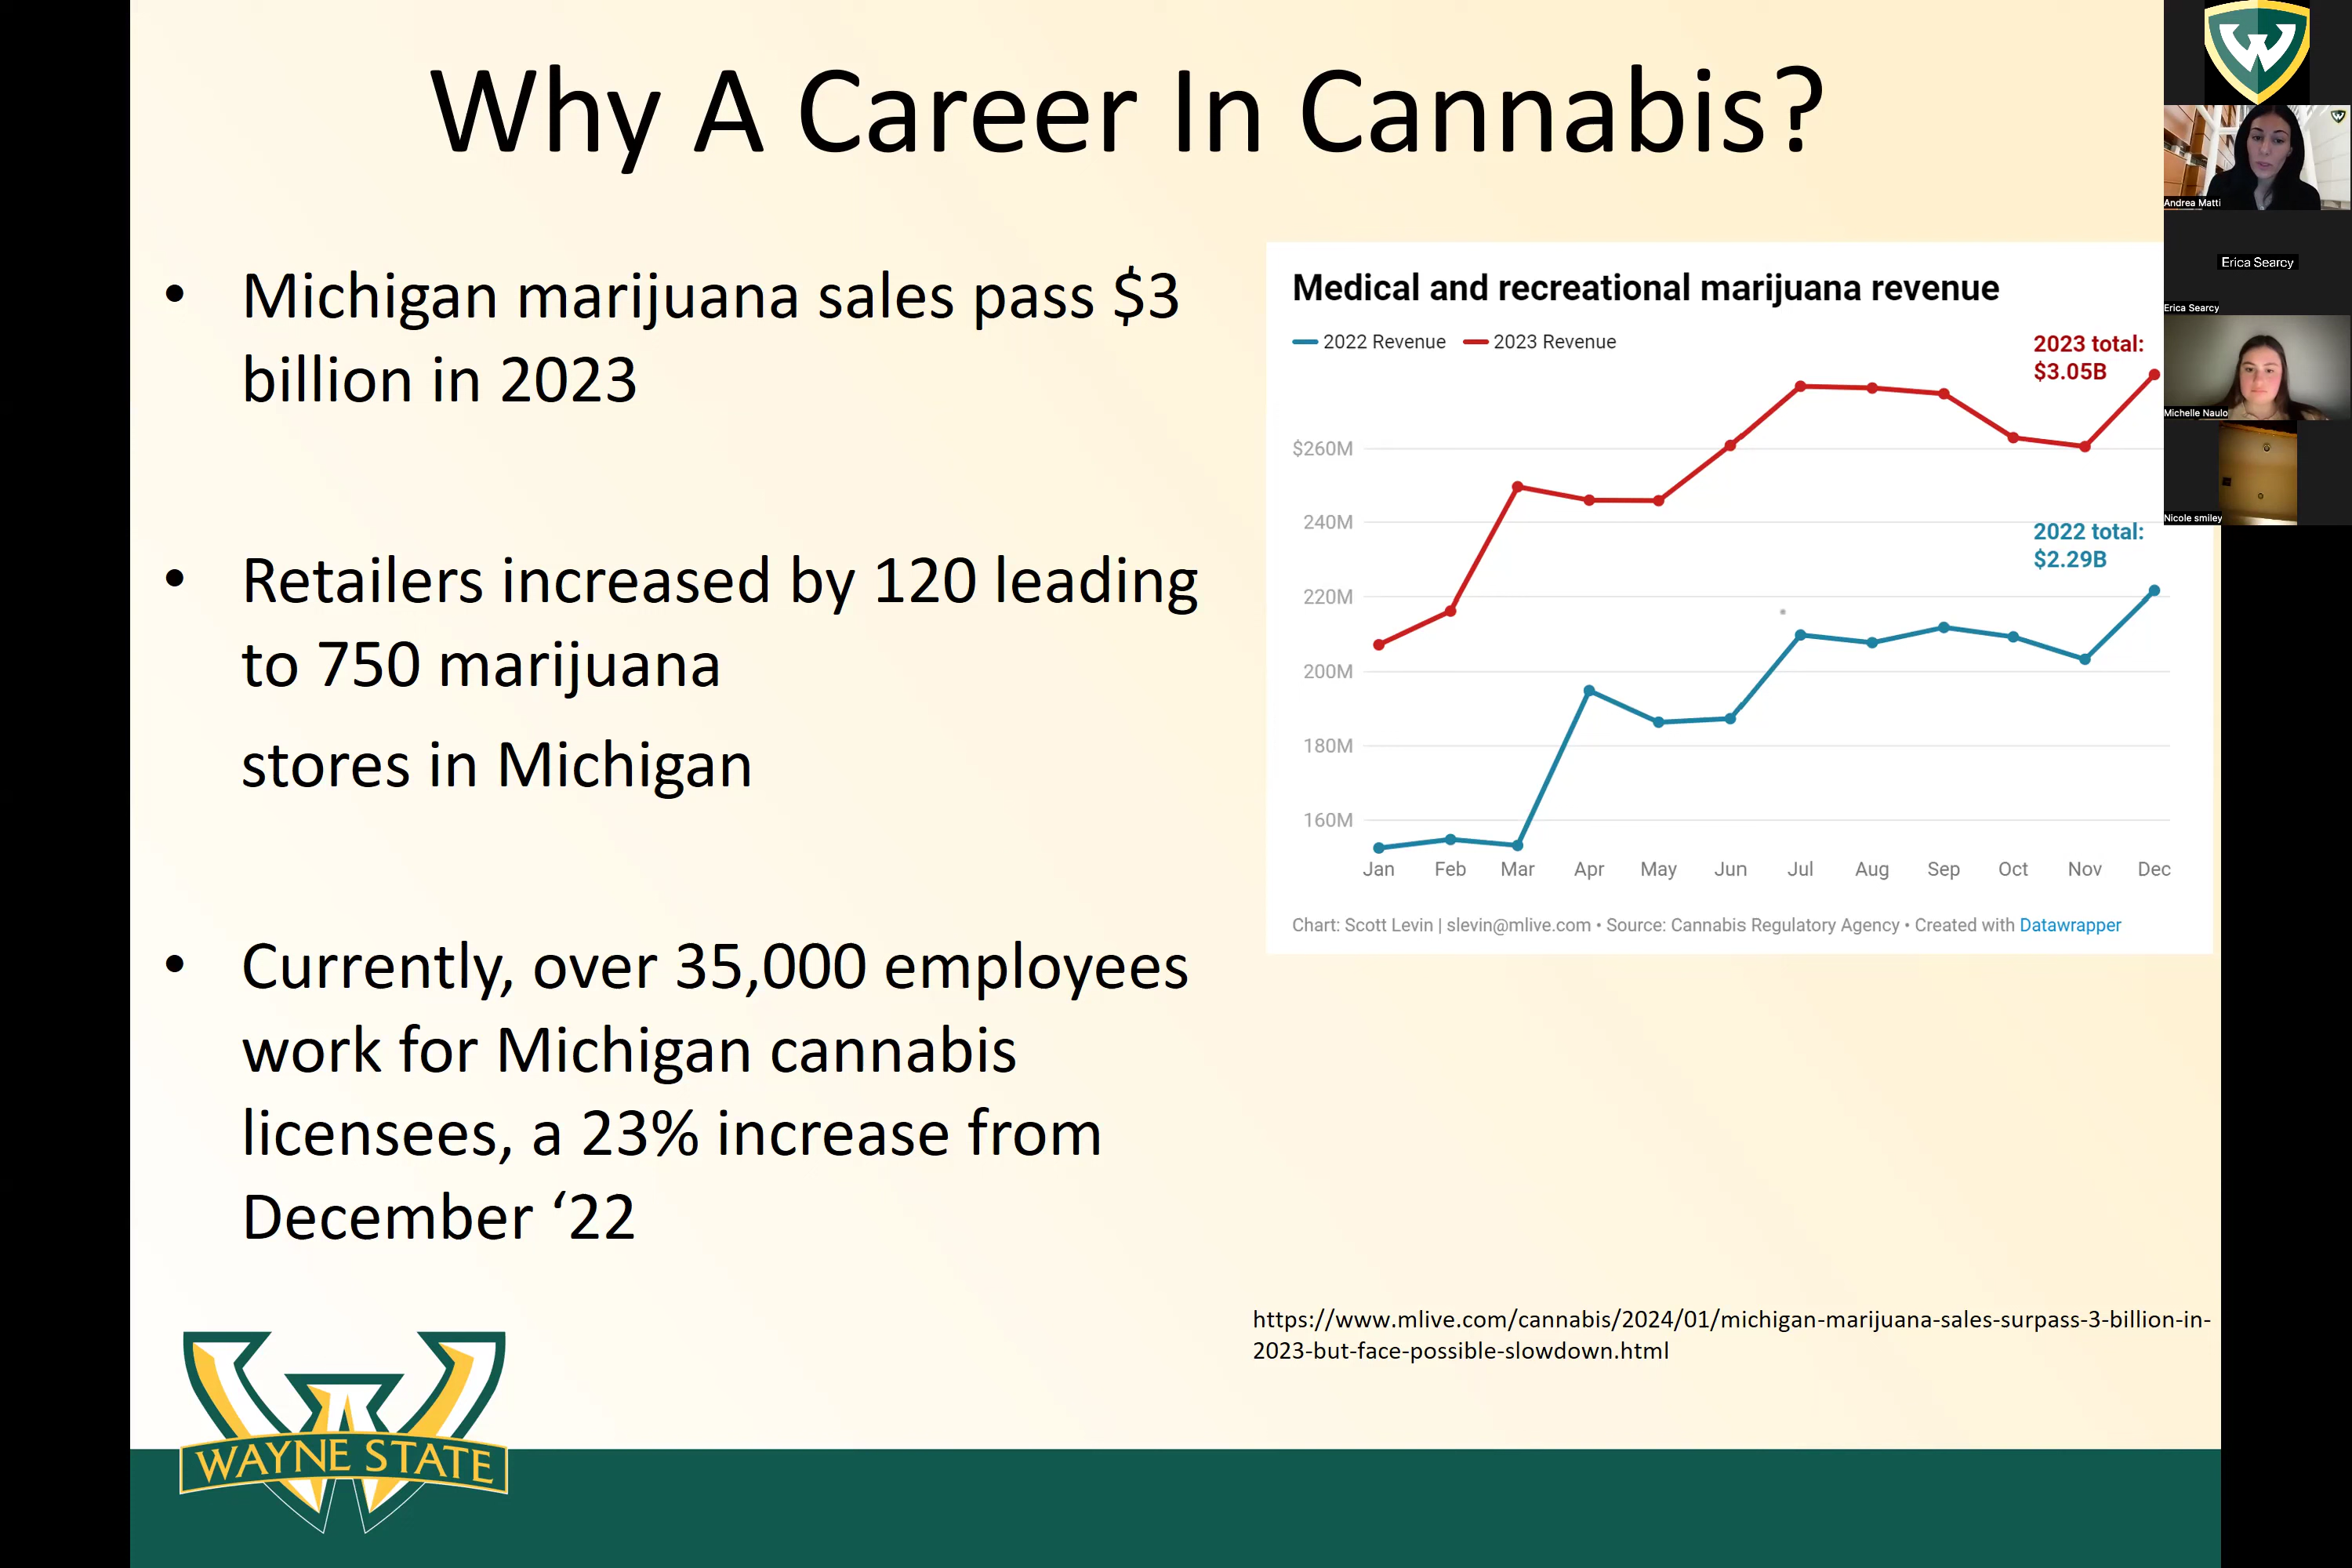 Why A Career In Cannabis?
• Michigan marijuana sales pass $3
billion in 2023
• Retailers increased by 120 leading
to 750 marijuana
stores in Michigan
• Currently, over 35,000 employees
work for Michigan cannabis
licensees, a 23% increase from
December ‘22
Medical and recreational marijuana revenue
2022 Revenue 2023 Revenue
2023 total:
$3.05B
$260M
240M
2022 total:
$2.29B
220M
200M
180M
160M
Jan Feb Mar Apr May Jun Jul Aug Sep Oct Nov Dec
Chart: Scott Levin | slevin@mlive.com • Source: Cannabis Regulatory Agency • Created with Datawrapper
https://www.mlive.com/cannabis/2024/01/michigan-marijuana-sales-surpass-3-billion-in-
2023-but-face-possible-slowdown.html
WAYNE STATE
W
Andrea Matti
Erica Searcy
Erica Searcy
Michelle Naulo
Nicole smiley